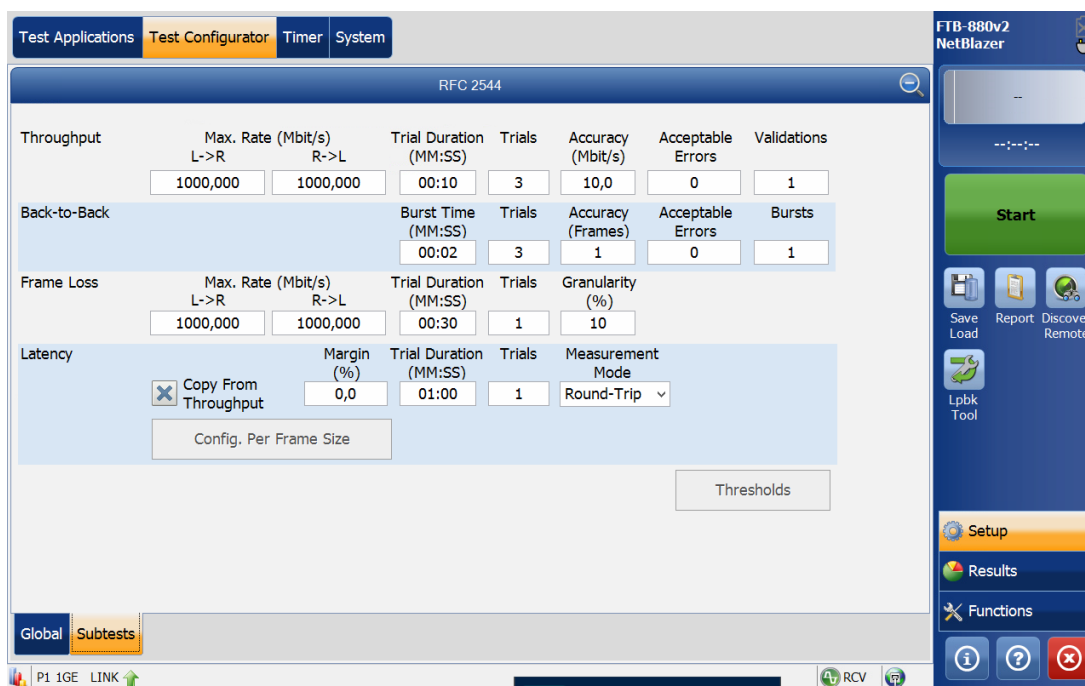 Test Applications Test Configurator Timer System
FTB-880v2
NetBlazer
RFC 2544
--
--:--:--
Throughput Max. Rate (Mbit/s) Trial Duration Trials Accuracy Acceptable Validations
L->R R->L (MM:SS) (Mbit/s) Errors
1000,000 1000,000 00:10 3 10,0 0 1
Back-to-Back Burst Time Trials Accuracy Acceptable Bursts
(MM:SS) (Frames) Errors
00:02 3 1 0 1
Frame Loss Max. Rate (Mbit/s) Trial Duration Trials Granularity
L->R R->L (MM:SS) (%)
1000,000 1000,000 00:30 1 10
Latency Margin Trial Duration Trials Measurement
(%) (MM:SS) Mode
Copy From
Throughput 0,0 01:00 1 Round-Trip
Config. Per Frame Size
Thresholds
Start
Save
Load
Report
Discove
Remote
Lpbk
Tool
Setup
Results
Functions
Global Subtests
P1 1GE LINK RCV